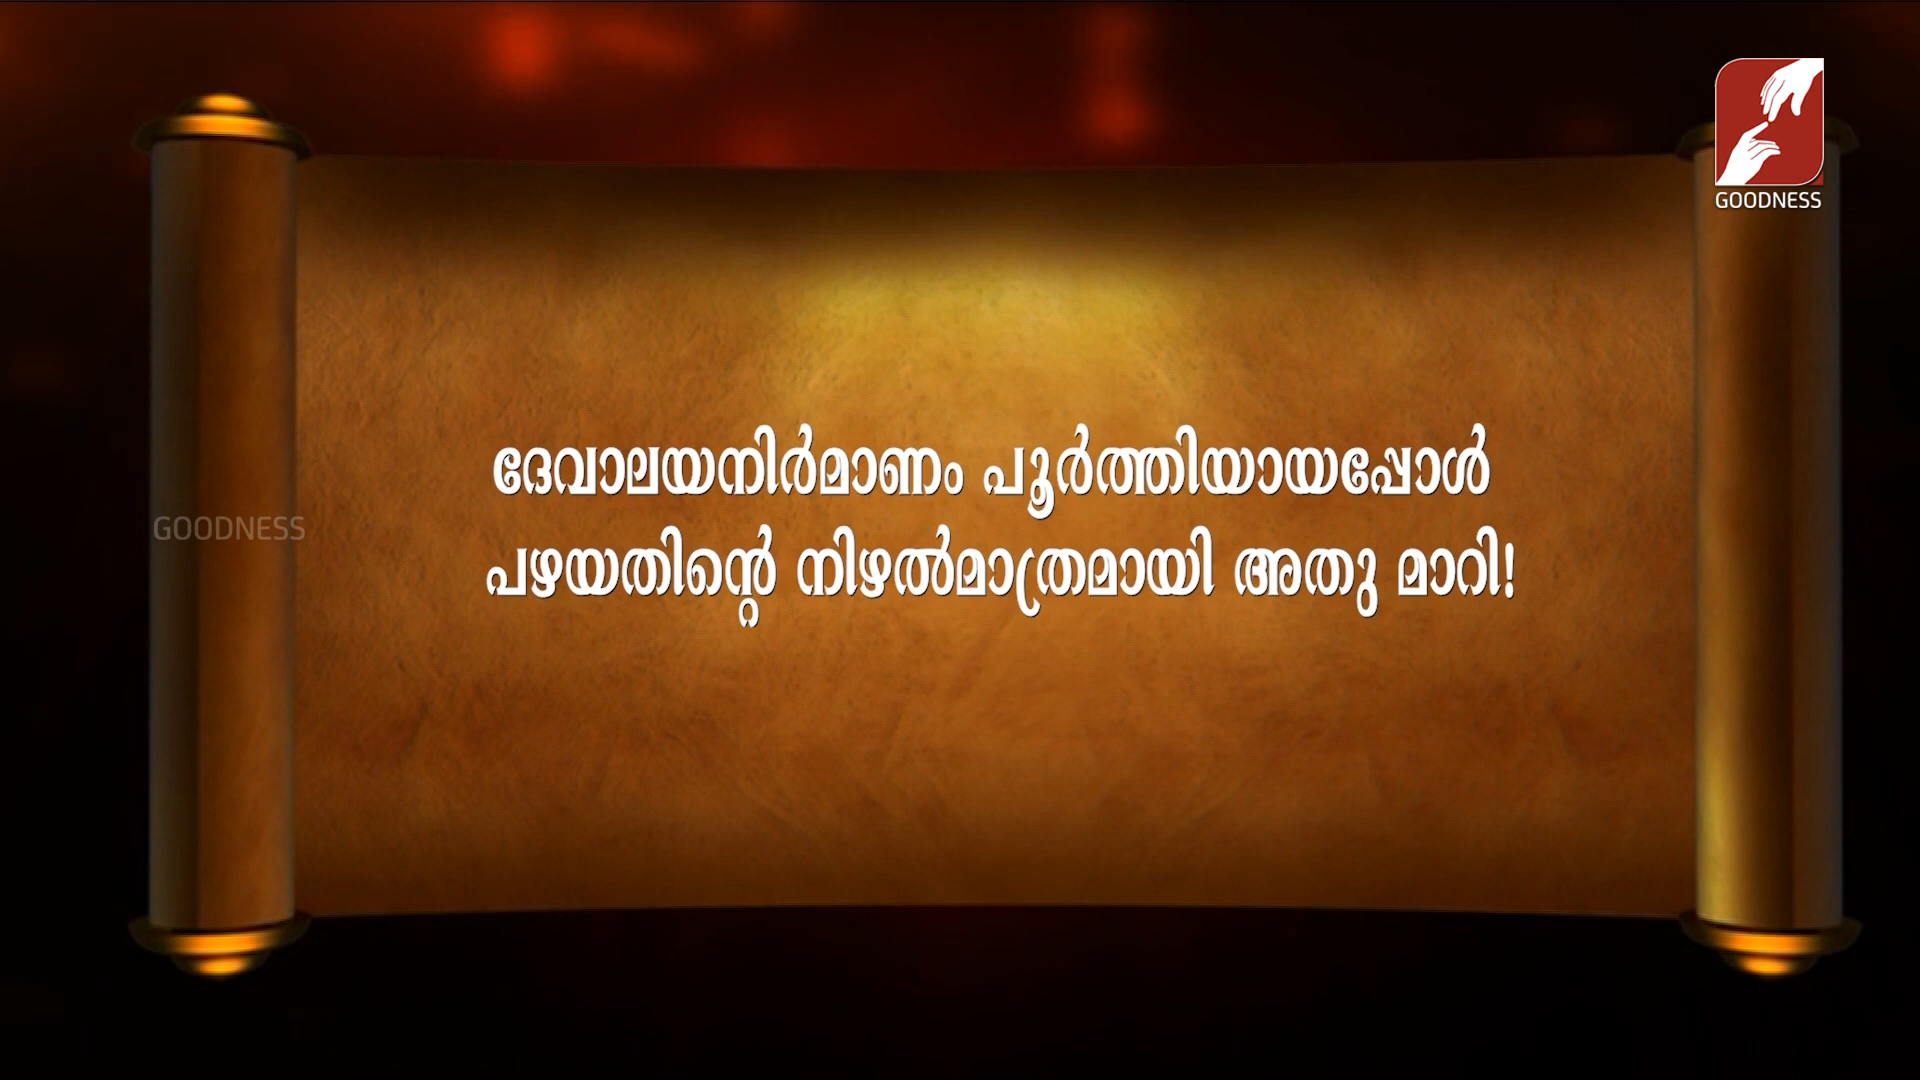 GOODNESS
ദേവാലയനിർമാണം പൂർത്തിയായപ്പോൾ
GOODNESS
പഴയതിന്റെ നിഴൽമാത്രമായി അതു മാറി!